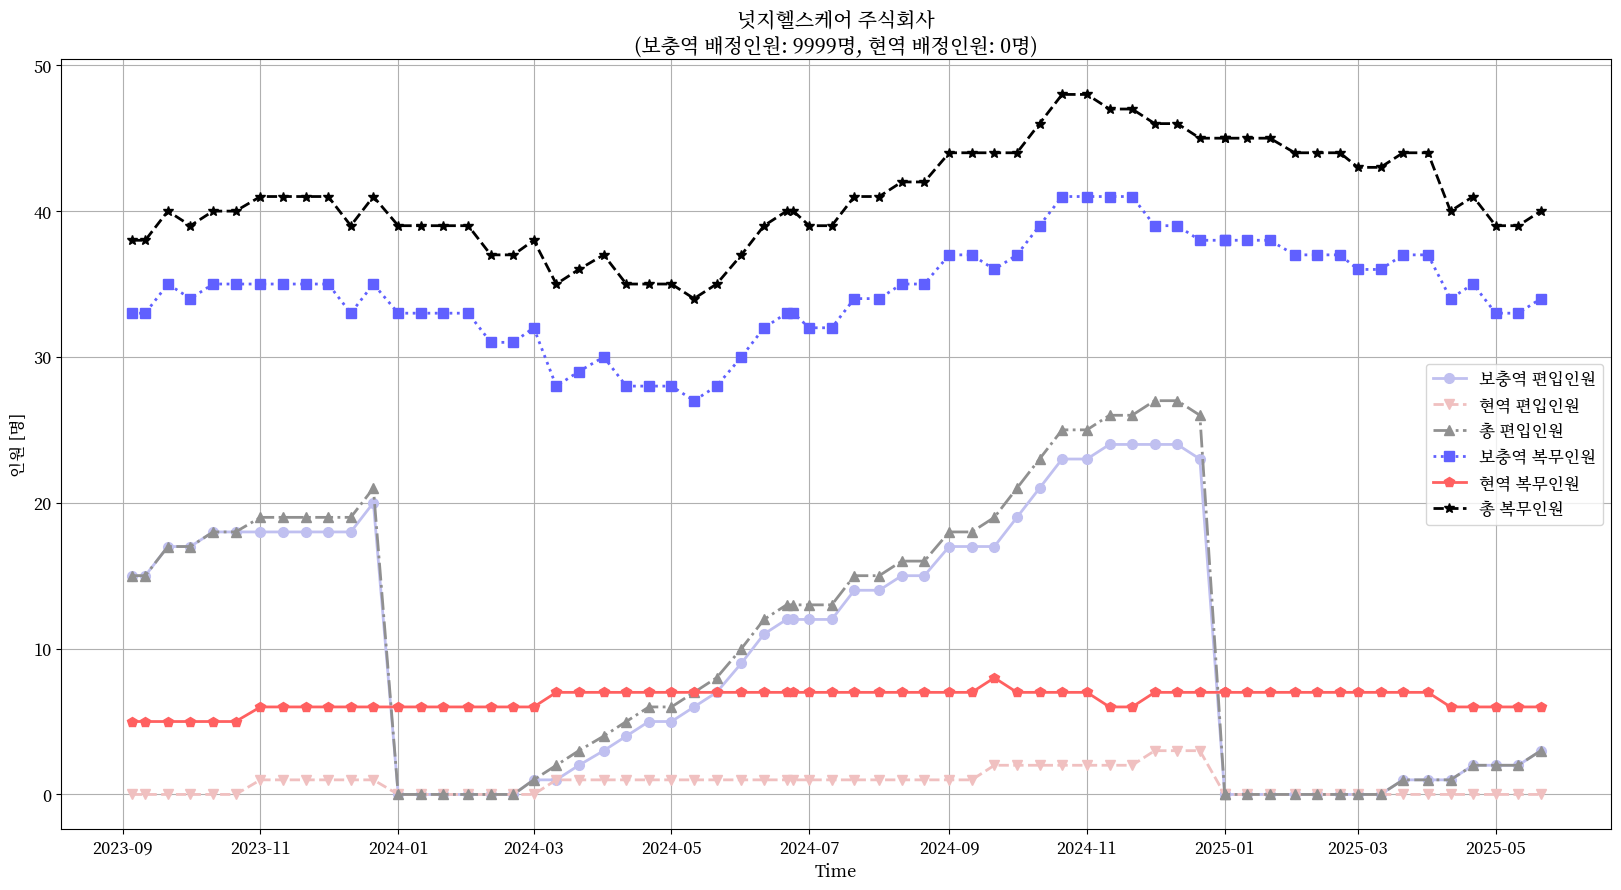 넛지헬스케어 주식회사
(보충역 배정인원: 9999명, 현역 배정인원: 0명)
50
40
30
20
10
0
인원 [명]
보충역 편입인원
현역 편입인원
총 편입인원
보충역 복무인원
현역 복무인원
총 복무인원
2023-09 2023-11 2024-01 2024-03 2024-05 2024-07 2024-09 2024-11 2025-01 2025-03 2025-05
Time